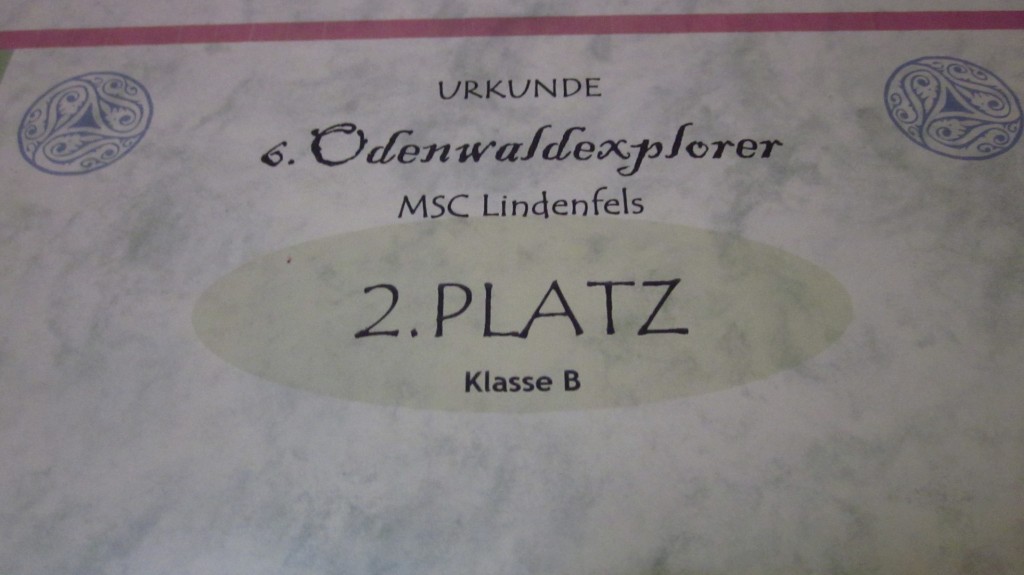 URKUNDE
6. Odenwaldexplorer
MSC Lindenfels
2. PLATZ
Klasse B